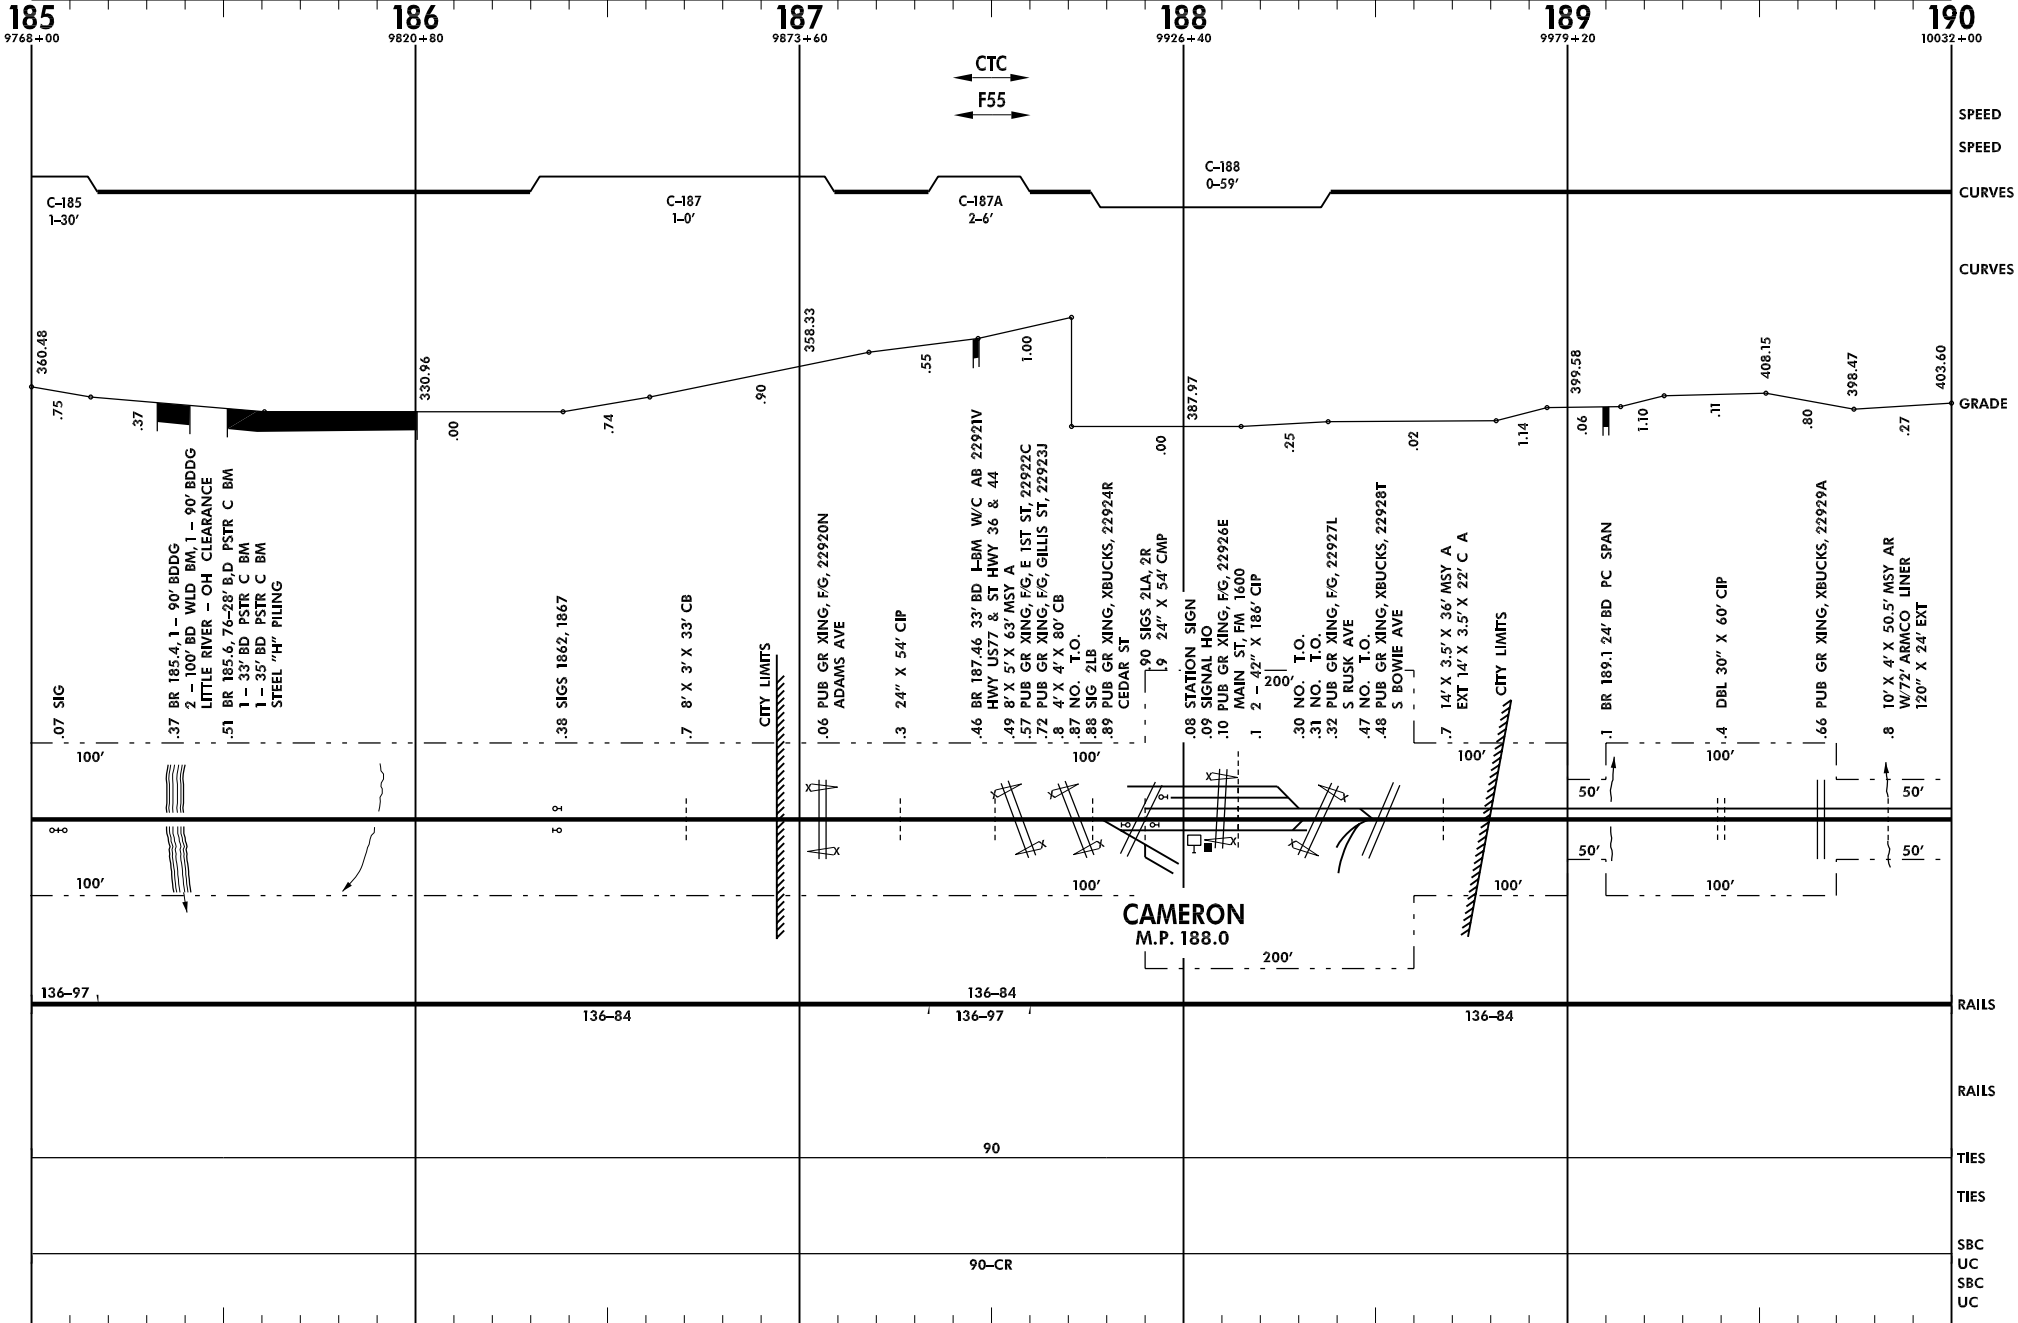 185 186 187 188 189 190
9768+00 9820+80 9873+60 9926+40 9979+20 10032+00
CTC
F55
SPEED
SPEED
C-185
1-30'
C-187
1-0'
C-187A
2-6'
C-188
0-59'
CURVES
CURVES
360.48
330.96
358.33
387.97
399.58
408.15
398.47
403.60
.75
.37
.00
.74
.90
.55
1.00
.00
.25
.02
1.14
.06
1.10
.11
.80
.27
GRADE
.07 SIG
.37 BR 185.4, 1 - 90' BDDG
2 - 100' BD WLD BM, 1 - 90' BDDG
LITTLE RIVER - OH CLEARANCE
.51 BR 185.6, 76-28' B,D PSTR C BM
1 - 33' BD PSTR C BM
1 - 35' BD PSTR C BM
STEEL "H" PILING
.38 SIGS 1862, 1867
.7 8' X 3' X 33' CB
CITY LIMITS
.06 PUB GR XING, F/G, 22920N
ADAMS AVE
.3 24" X 54' CIP
.46 BR 187.46 33' BD I-BM W/C AB 22921V
HWY US77 & ST HWY 36 & 44
.49 8' X 5' X 63' MSY A
.57 PUB GR XING, F/G, E 1ST ST, 22922C
.72 PUB GR XING, F/G, GILLIS ST, 22923J
.8 4' X 4' X 80' CB
.87 NO. T.O.
.88 SIG 2LB
.89 PUB GR XING, XBUCKS, 22924R
CEDAR ST
.90 SIGS 2LA, 2R
.9 24" X 54' CMP
.08 STATION SIGN
.09 SIGNAL HO
.10 PUB GR XING, F/G, 22926E
MAIN ST, FM 1600
.1 2 - 42" X 186' CIP
200'
.30 NO. T.O.
.31 NO. T.O.
.32 PUB GR XING, F/G, 22927L
S RUSK AVE
.47 NO. T.O.
.48 PUB GR XING, XBUCKS, 22928T
S BOWIE AVE
.7 14' X 3.5' X 36' MSY A
EXT 14' X 3.5' X 22' C A
CITY LIMITS
.1 BR 189.1 24' BD PC SPAN
.4 DBL 30" X 60' CIP
.66 PUB GR XING, XBUCKS, 22929A
.8 10' X 4' X 50.5' MSY AR
W/72' ARMCO LINER
120" X 24' EXT
100' 100' 100' 100'
50' 50'
X X X X X X
X X X X X X
50' 50'
100' 100' 100' 100'
CAMERON
M.P. 188.0
200'
136-97 136-84
RAILS
136-84 136-97 136-84
RAILS
90
TIES
TIES
SBC
90-CR
UC
SBC
UC